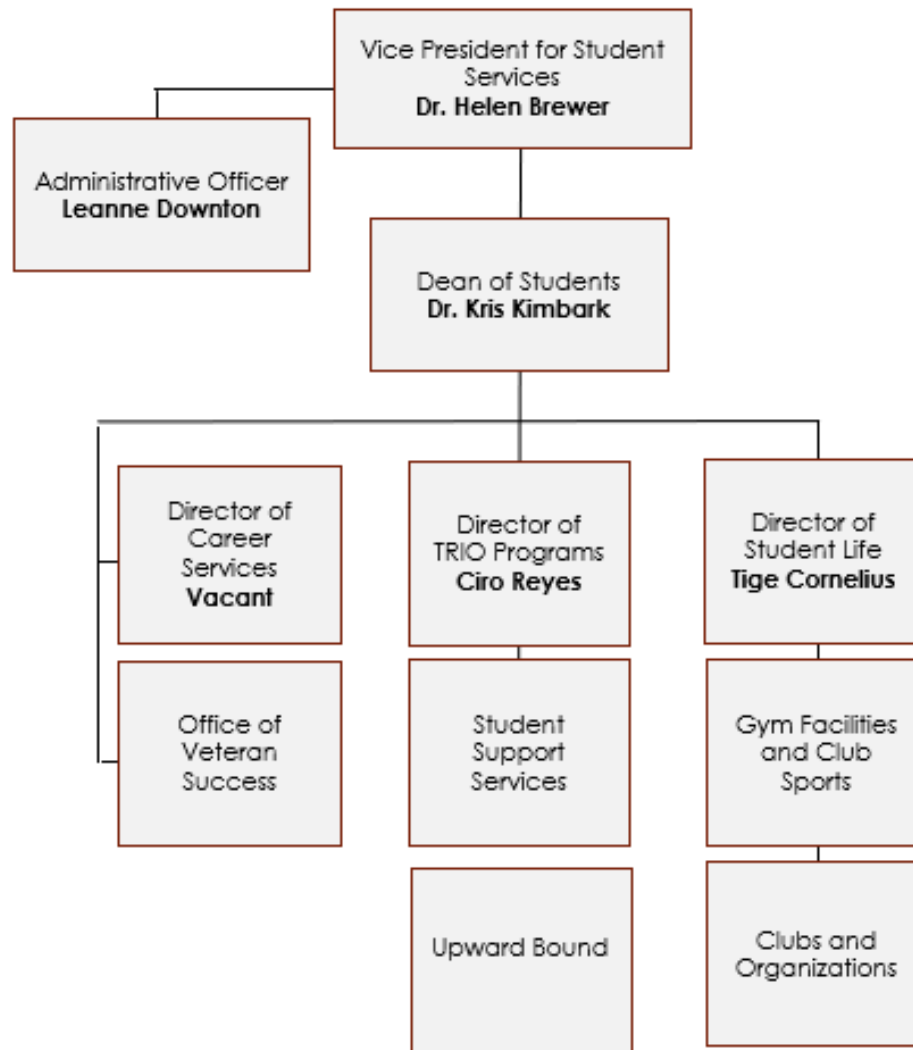 Vice President for Student
Services
Dr. Helen Brewer
Administrative Officer
Leanne Downton
Dean of Students
Dr. Kris Kimbark
Director of
Career
Services
Vacant
Director of
TRIO Programs
Ciro Reyes
Director of
Student Life
Tige Cornelius
Office of
Veteran
Success
Student
Support
Services
Gym Facilities
and Club
Sports
Upward Bound
Clubs and
Organizations